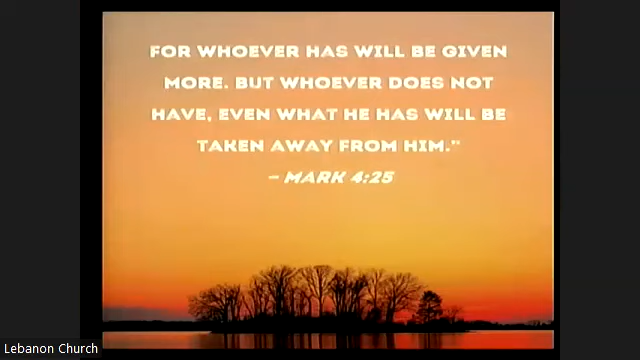 FOR WHOEVER HAS WILL BE GIVEN
MORE. BUT WHOEVER DOES NOT
HAVE, EVEN WHAT HE HAS WILL BE
TAKEN AWAY FROM HIM."
– MARK 4:25
Lebanon Church